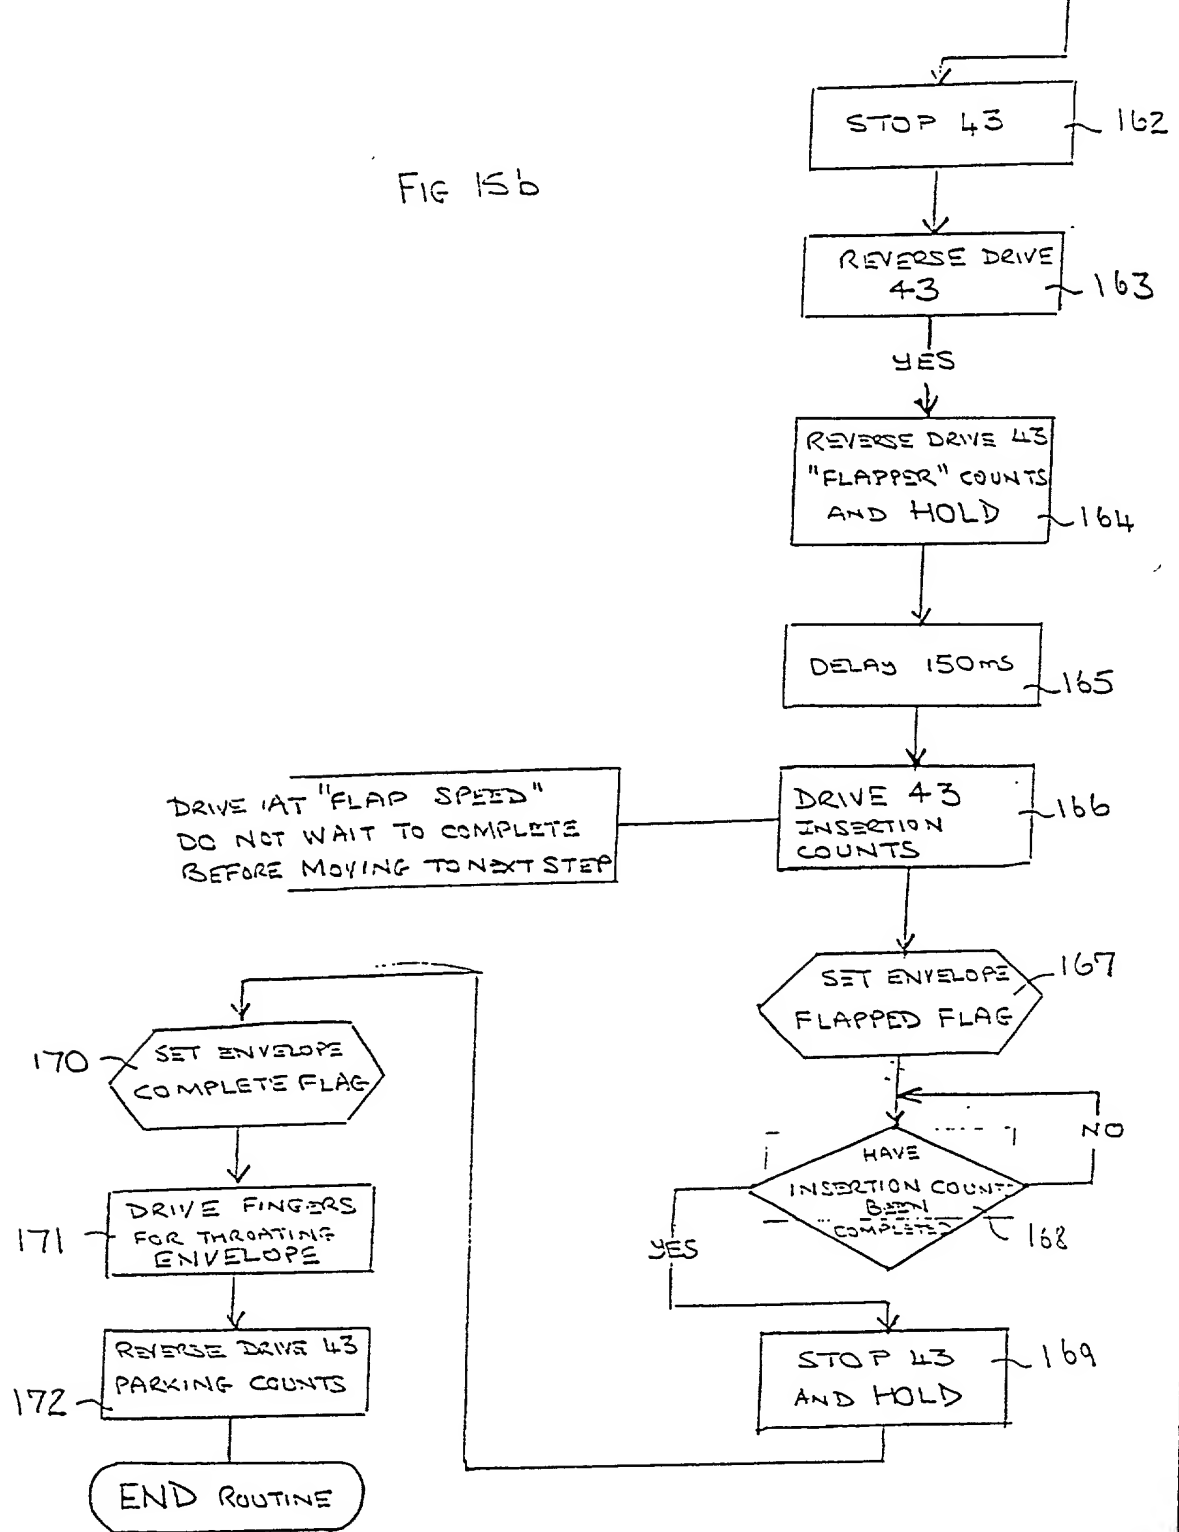 FIG 15b
STOP 43
162
REVERSE DRIVE
43
163
YES
REVERSE DRIVE 43
"FLAPPER" COUNTS
AND HOLD
164
DELAY 150ms
165
DRIVE AT "FLAP SPEED"
DO NOT WAIT TO COMPLETE
BEFORE MOVING TO NEXT STEP
DRIVE 43
INSERTION
COUNTS
166
SET ENVELOPE
FLAPPED FLAG
167
HAVE
INSERTION COUNTS
BEEN
COMPLETED
168
NO
YES
STOP 43
AND HOLD
169
170
SET ENVELOPE
COMPLETE FLAG
171
DRIVE FINGERS
FOR THROATING
ENVELOPE
172
REVERSE DRIVE 43
PARKING COUNTS
END ROUTINE